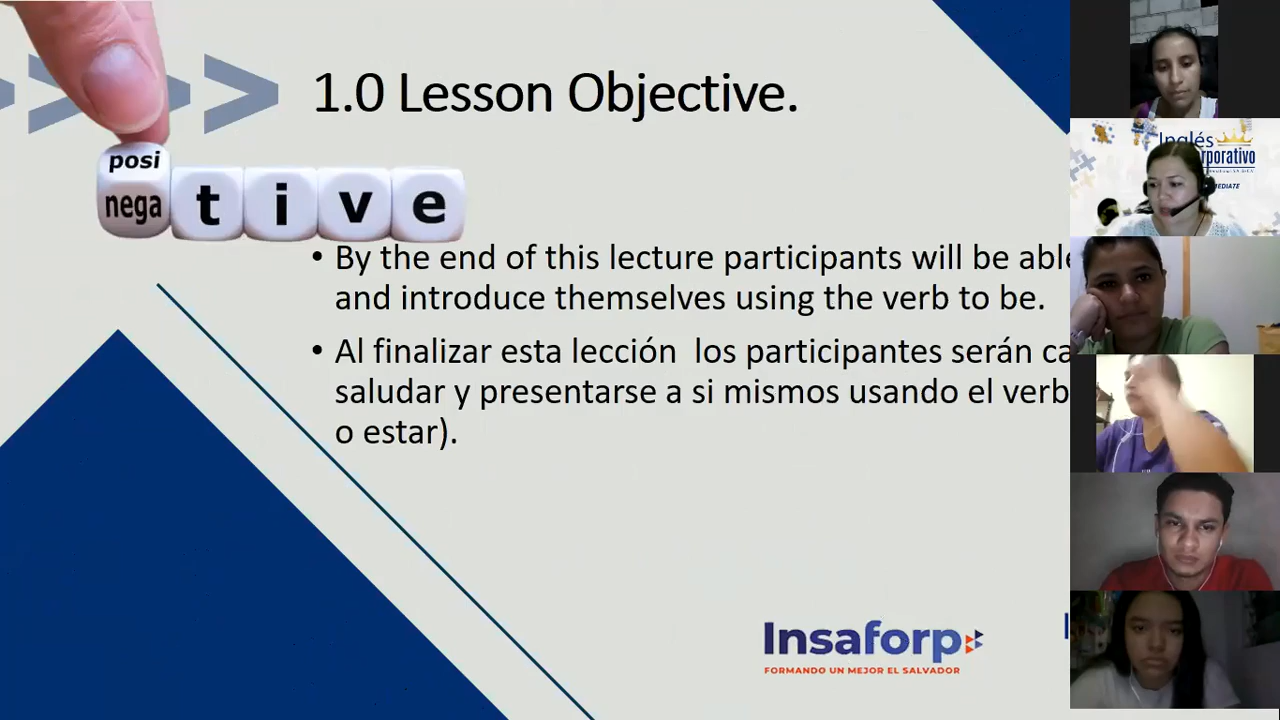 1.0 Lesson Objective.
posi
nega
t i v e
• By the end of this lecture participants will be able
and introduce themselves using the verb to be.
• Al finalizar esta lección los participantes serán ca
saludar y presentarse a si mismos usando el verb
o estar).
Insaforp
FORMANDO UN MEJOR EL SALVADOR
Inglés
rporativo